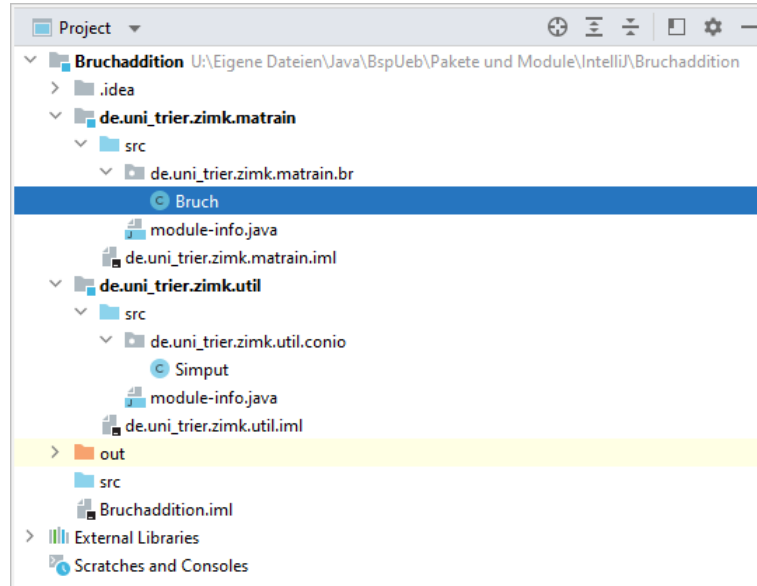 Project
Bruchaddition U:\Eigene Dateien\Java\BspUeb\Pakete und Module\IntelliJ\Bruchaddition
.idea
de.uni_trier.zimk.matrain
src
de.uni_trier.zimk.matrain.br
C Bruch
module-info.java
de.uni_trier.zimk.matrain.iml
de.uni_trier.zimk.util
src
de.uni_trier.zimk.util.conio
C Simput
module-info.java
de.uni_trier.zimk.util.iml
out
src
Bruchaddition.iml
External Libraries
Scratches and Consoles